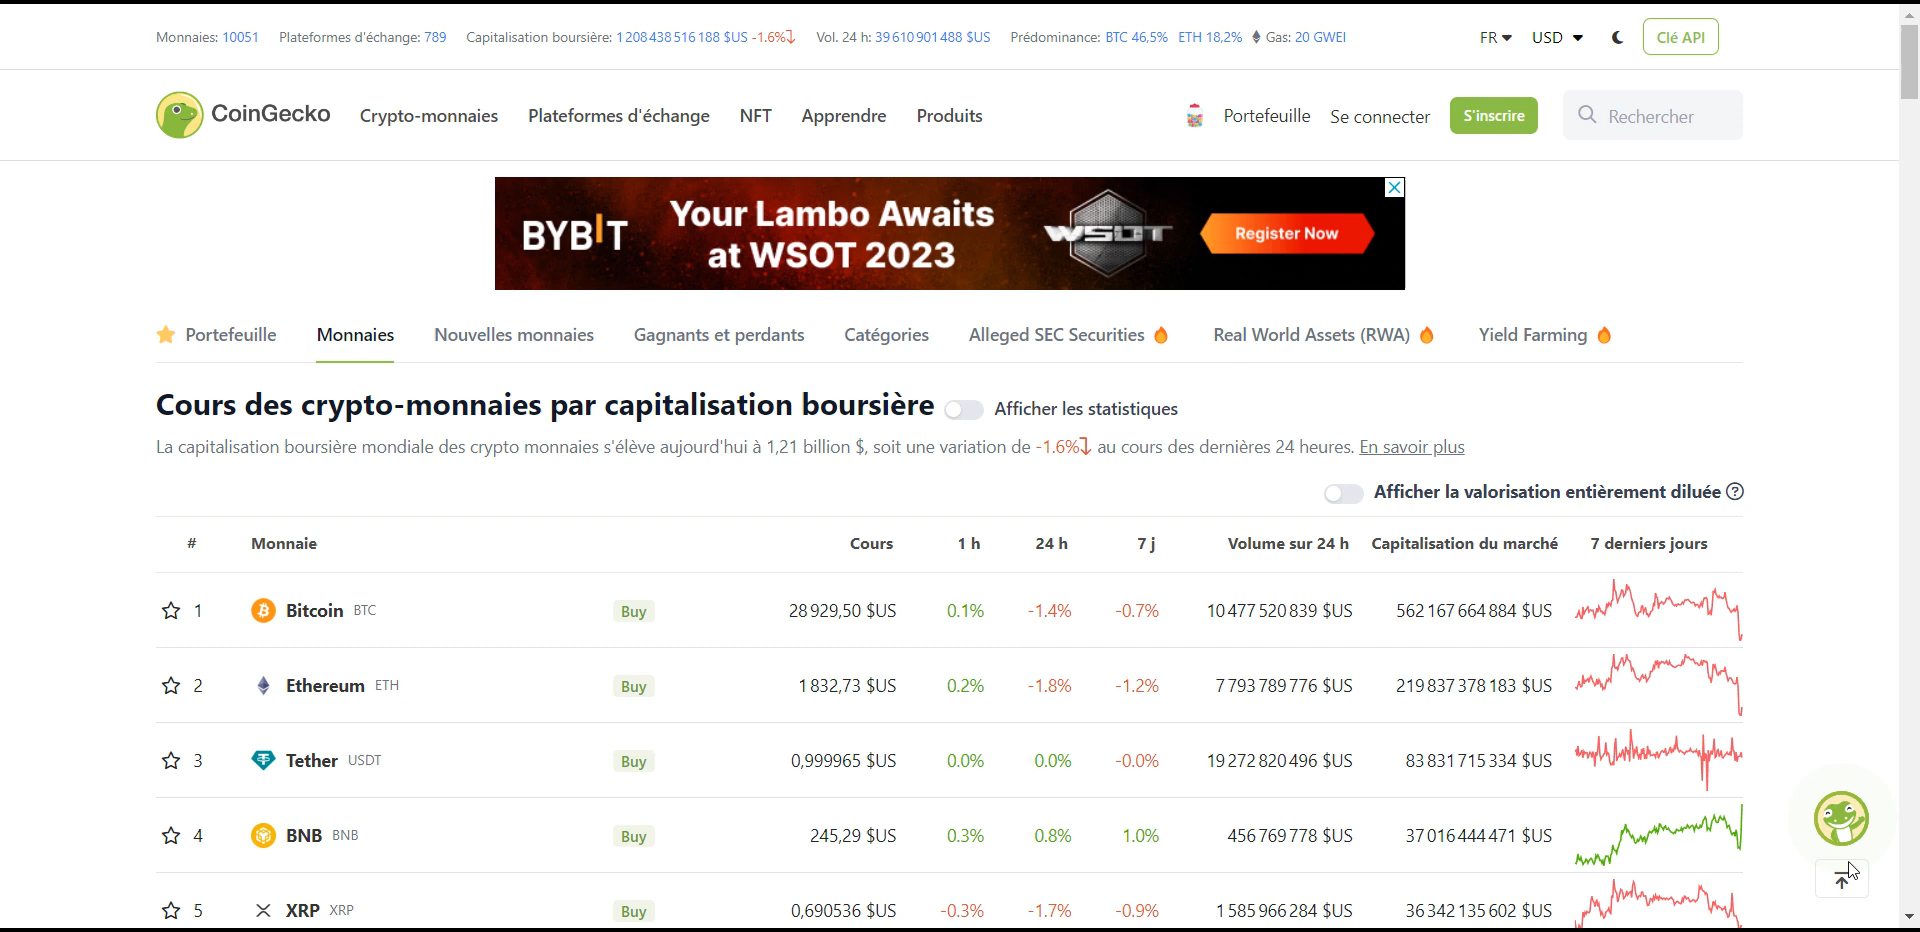 Monnaies: 10051 Plateformes d'échange: 789 Capitalisation boursière: 1 208 438 516 188 $US -1.6% Vol. 24 h: 39 610 901 488 $US Prédominance: BTC 46,5% ETH 18,2% Gas: 20 GWEI FR USD Clé API
CoinGecko Crypto-monnaies Plateformes d'échange NFT Apprendre Produits Portefeuille Se connecter S'inscrire Rechercher
BYBIT Your Lambo Awaits at WSOT 2023 WSOT Register Now
Portefeuille Monnaies Nouvelles monnaies Gagnants et perdants Catégories Alleged SEC Securities Real World Assets (RWA) Yield Farming
Cours des crypto-monnaies par capitalisation boursière Afficher les statistiques
La capitalisation boursière mondiale des crypto monnaies s'élève aujourd'hui à 1,21 billion $, soit une variation de -1.6% au cours des dernières 24 heures. En savoir plus
Afficher la valorisation entièrement diluée ?
# Monnaie Cours 1 h 24 h 7 j Volume sur 24 h Capitalisation du marché 7 derniers jours
1 Bitcoin BTC Buy 28 929,50 $US 0.1% -1.4% -0.7% 10 477 520 839 $US 562 167 664 884 $US
2 Ethereum ETH Buy 1 832,73 $US 0.2% -1.8% -1.2% 7 793 789 776 $US 219 837 378 183 $US
3 Tether USDT Buy 0,999965 $US 0.0% 0.0% -0.0% 19 272 820 496 $US 83 831 715 334 $US
4 BNB BNB Buy 245,29 $US 0.3% 0.8% 1.0% 456 769 778 $US 37 016 444 471 $US
5 XRP XRP Buy 0,690536 $US -0.3% -1.7% -0.9% 1 585 966 284 $US 36 342 135 602 $US